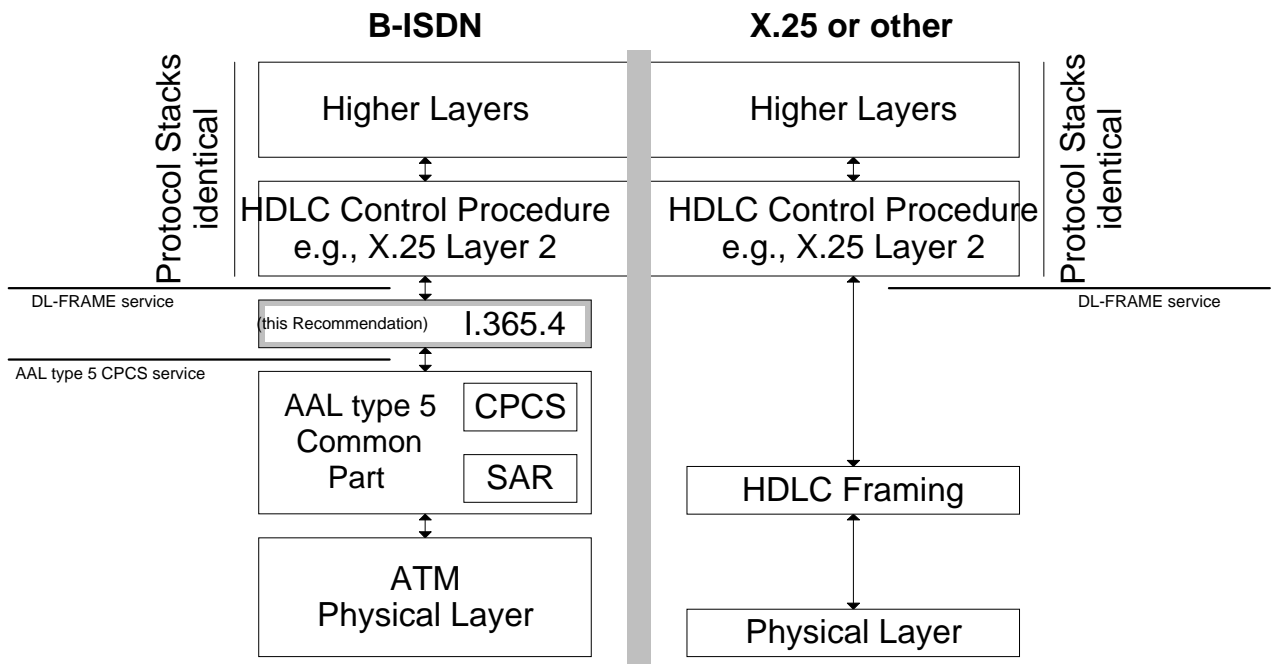 B-ISDN
X.25 or other
Protocol Stacks
identical
Higher Layers
Higher Layers
Protocol Stacks
identical
HDLC Control Procedure
e.g., X.25 Layer 2
HDLC Control Procedure
e.g., X.25 Layer 2
DL-FRAME service
DL-FRAME service
(this Recommendation) I.365.4
AAL type 5 CPCS service
AAL type 5
Common
Part
CPCS
SAR
HDLC Framing
ATM
Physical Layer
Physical Layer